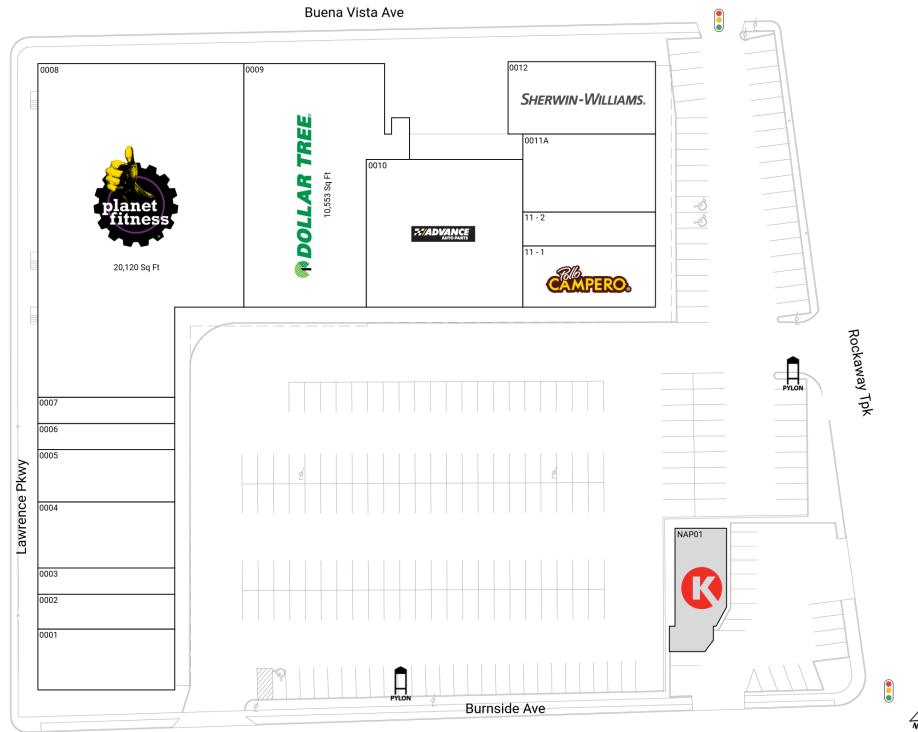 Buena Vista Ave
0008
0009
0012
SHERWIN-WILLIAMS.
0011A
DOLLAR TREE
10,553 Sq Ft
0010
planet
fitness
20,120 Sq Ft
ADVANCE
AUTO PARTS
11 - 2
11 - 1
Pollo
CAMPERO
Rockaway Tpk
PYLON
0007
0006
0005
Lawrence Pkwy
0004
NAP01
K
0003
0002
0001
PYLON
Burnside Ave
N